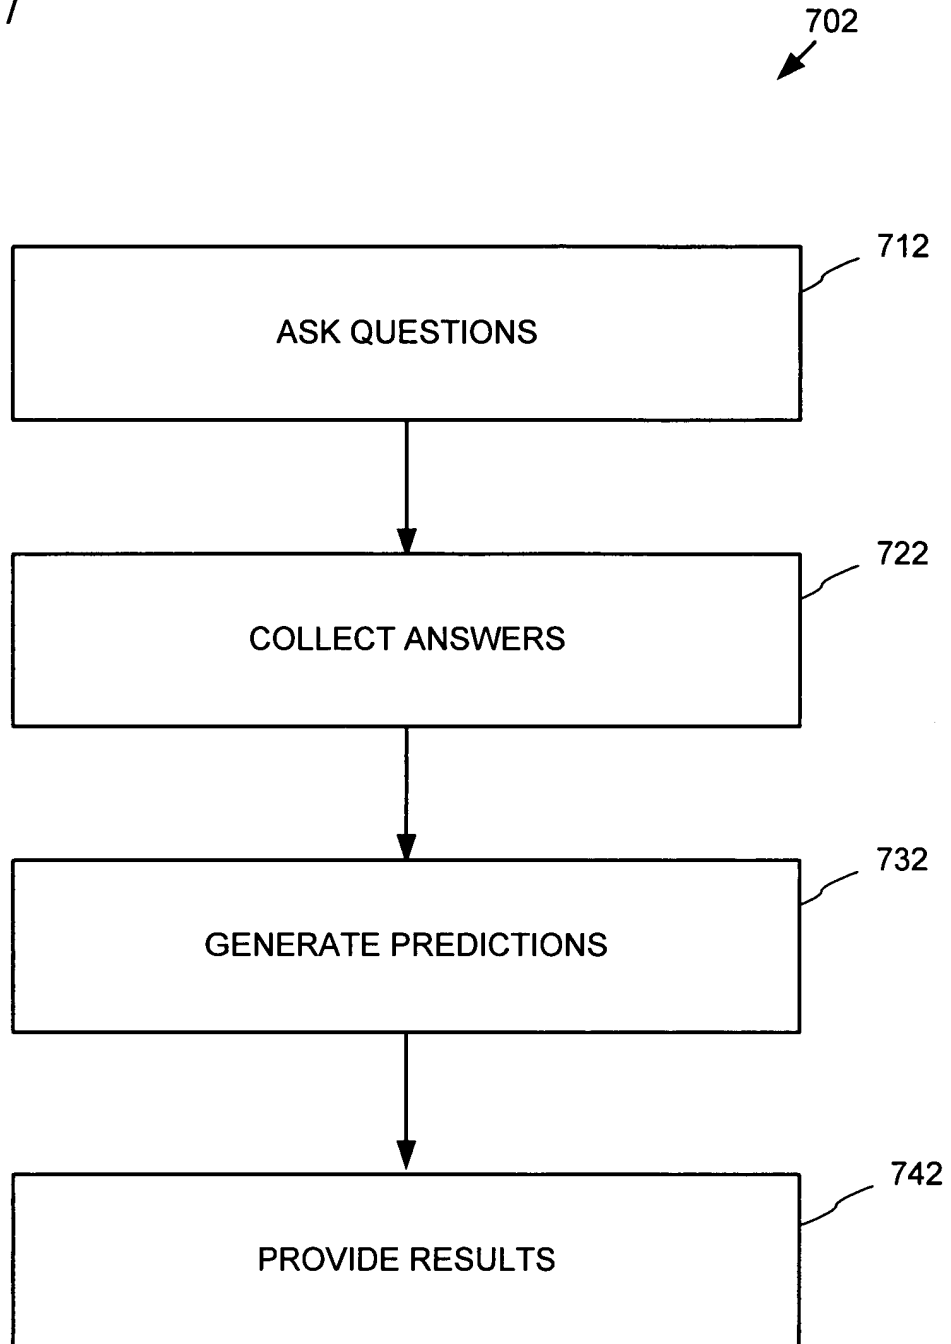 702
712
ASK QUESTIONS
722
COLLECT ANSWERS
732
GENERATE PREDICTIONS
742
PROVIDE RESULTS